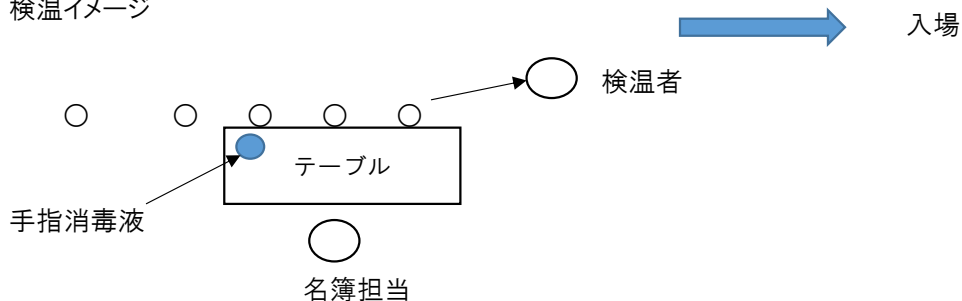 検温イメージ
入場
検温者
テーブル
手指消毒液
名簿担当